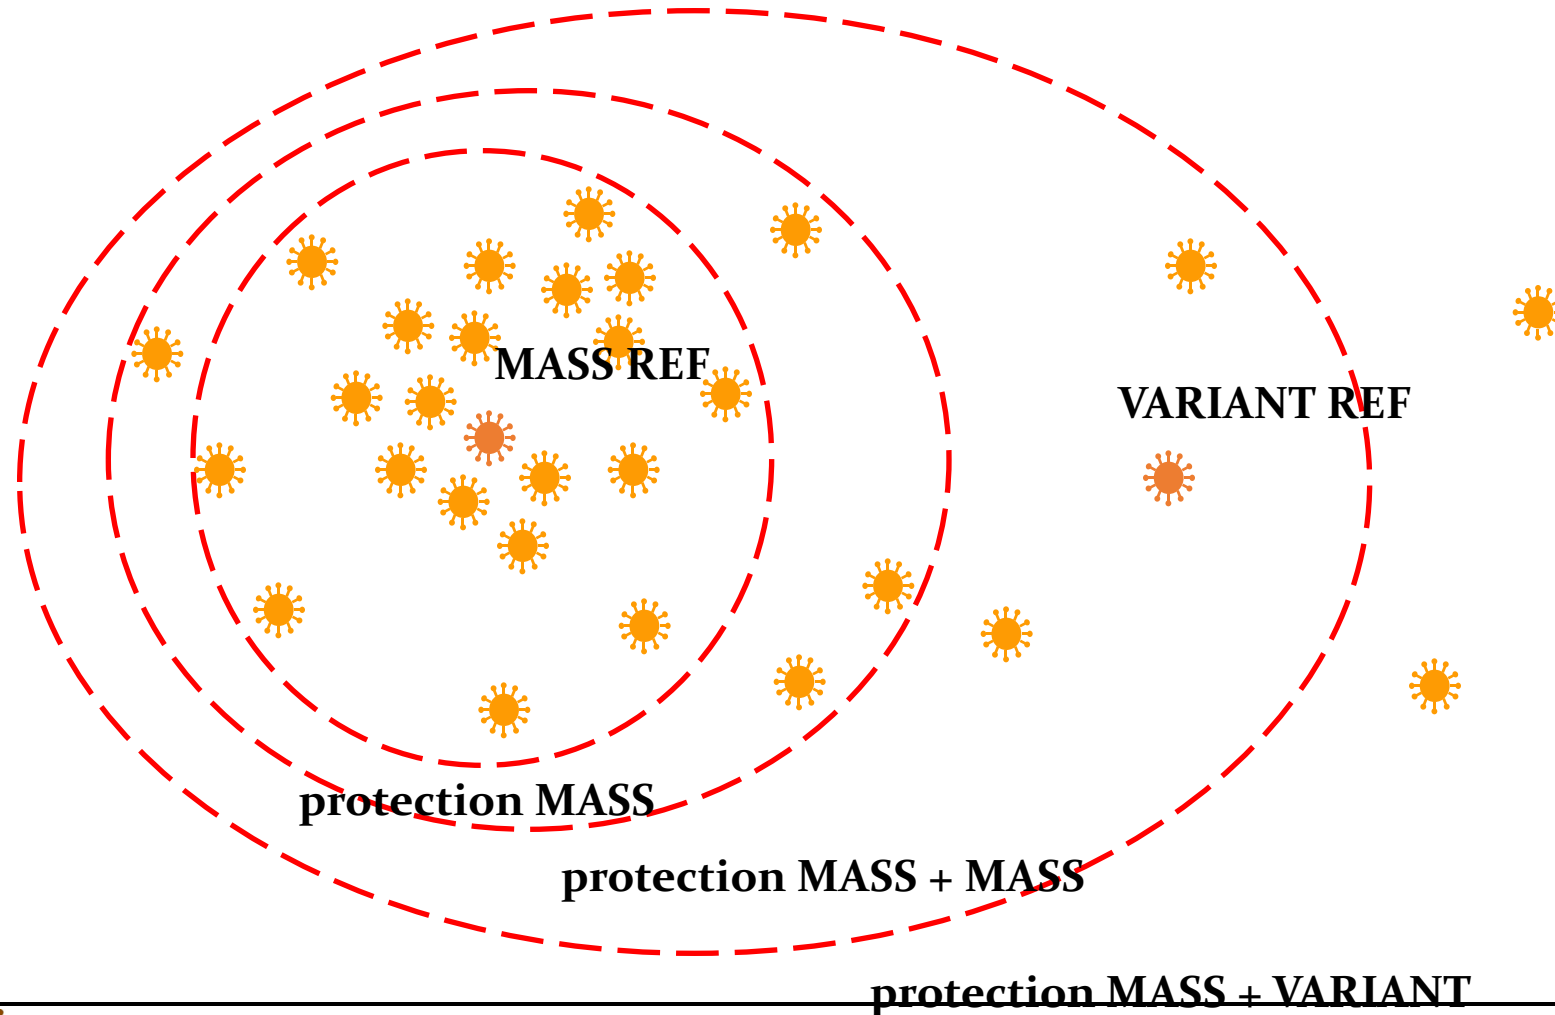 MASS REF
VARIANT REF
protection MASS
protection MASS + MASS
protection MASS + VARIANT